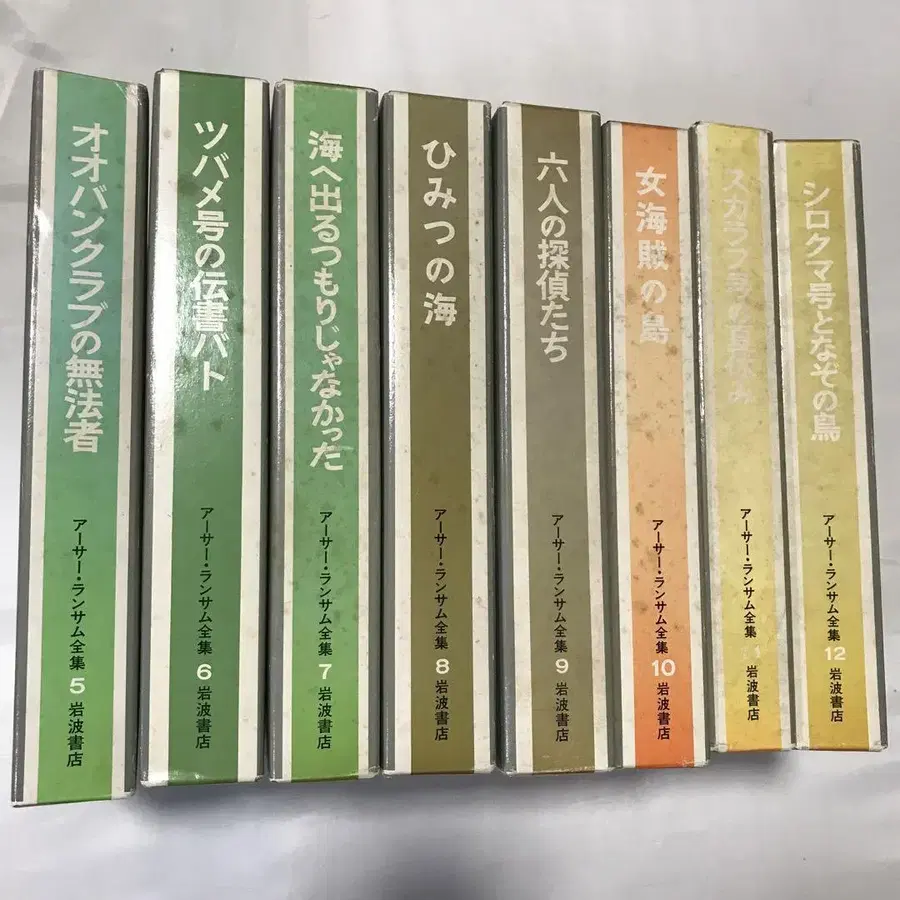 オオバンクラブの無法者
アーサー・ランサム全集 5 岩波書店
ツバメ号の伝書バト
アーサー・ランサム全集 6 岩波書店
海へ出るつもりじゃなかった
アーサー・ランサム全集 7 岩波書店
ひみつの海
アーサー・ランサム全集 8 岩波書店
六人の探偵たち
アーサー・ランサム全集 9 岩波書店
女海賊の島
アーサー・ランサム全集 10 岩波書店
スカラブ号の夏休み
アーサー・ランサム全集 岩波書店
シロクマ号となぞの鳥
アーサー・ランサム全集 12 岩波書店